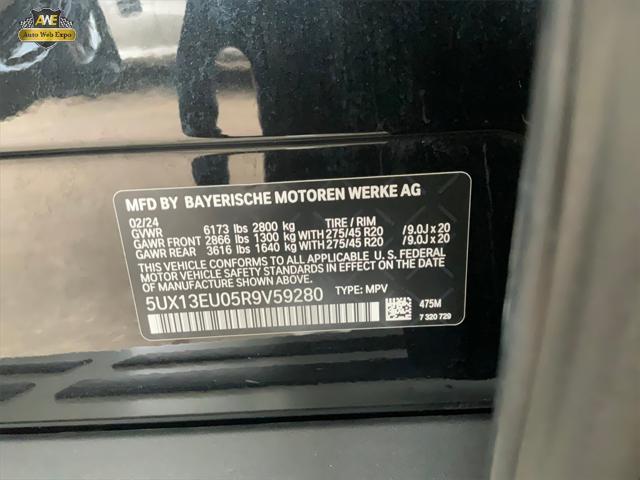 AWE
Auto Web Expo
MFD BY BAYERISCHE MOTOREN WERKE AG
02/24
GVWR 6173 lbs 2800 kg TIRE / RIM
GAWR FRONT 2866 lbs 1300 kg WITH 275/45 R20 /9.0J x 20
GAWR REAR 3616 lbs 1640 kg WITH 275/45 R20 /9.0J x 20
THIS VEHICLE CONFORMS TO ALL APPLICABLE U.S. FEDERAL
MOTOR VEHICLE SAFETY STANDARDS IN EFFECT ON THE DATE OF
MANUFACTURE SHOWN ABOVE.
5UX13EU05R9V59280 TYPE: MPV
475M
7 320 729